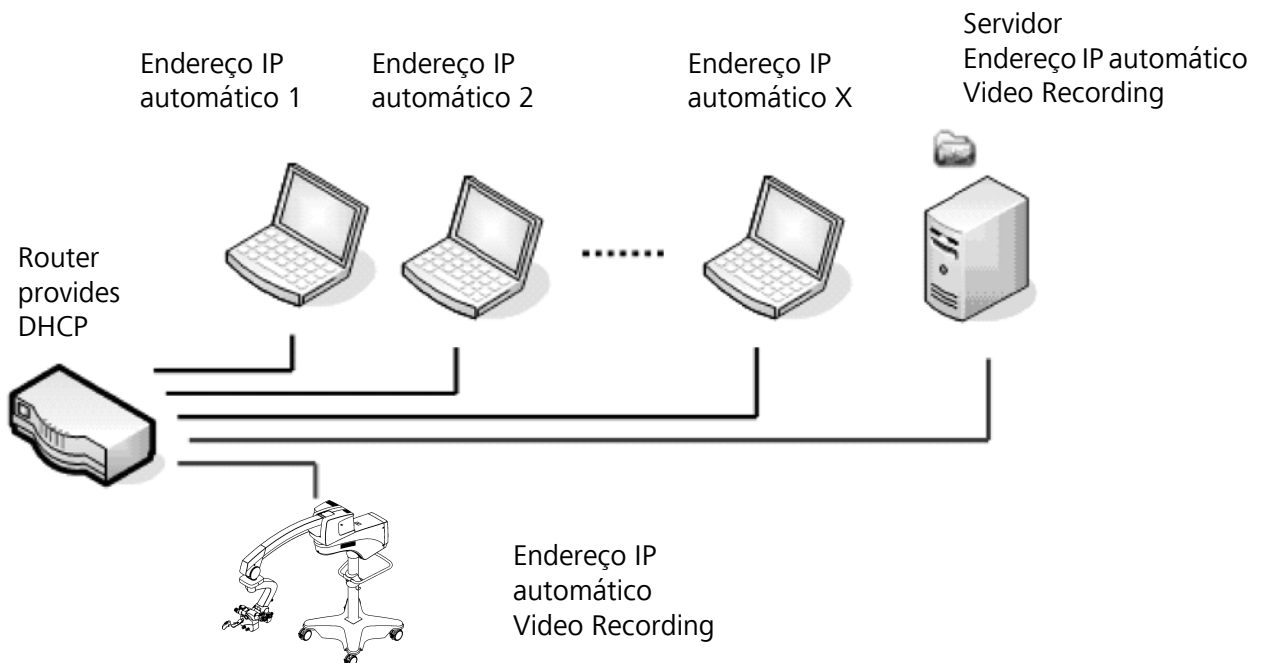 Servidor
Endereço IP automático
Video Recording
Endereço IP
automático 1
Endereço IP
automático 2
Endereço IP
automático X
Router
provides
DHCP
Endereço IP
automático
Video Recording